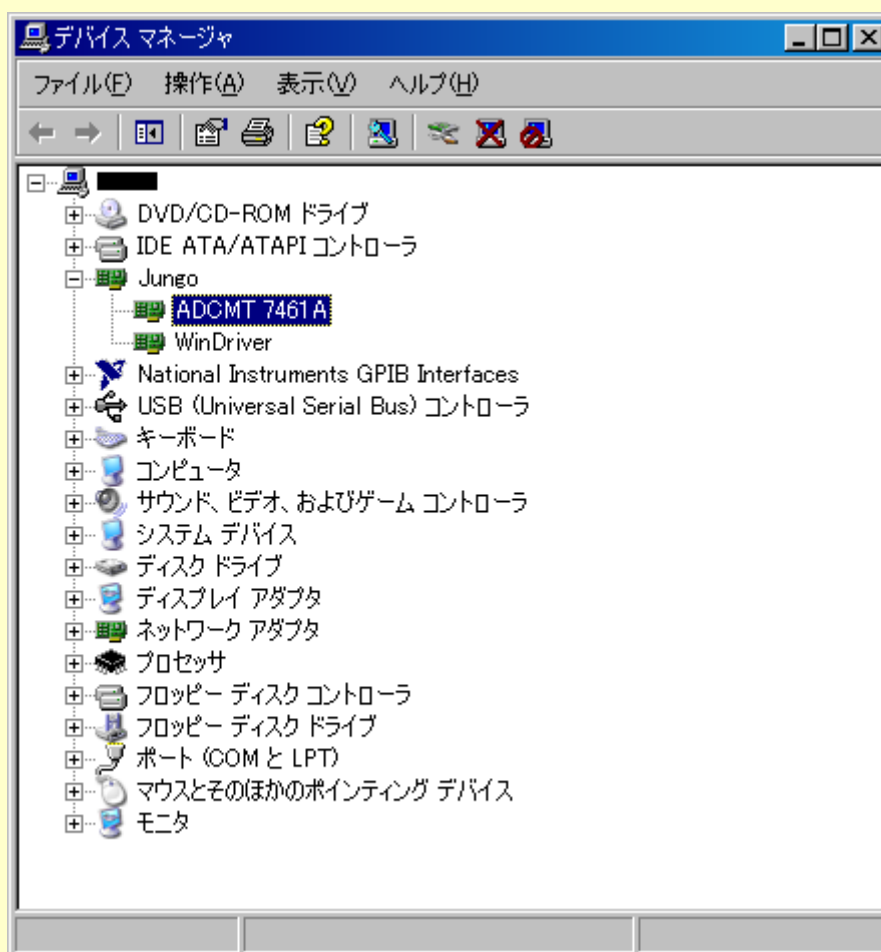 デバイス マネージャ
ファイル(F) 操作(A) 表示(V) ヘルプ(H)
DVD/CD-ROM ドライブ
IDE ATA/ATAPI コントローラ
Jungo
ADCMT 7461A
WinDriver
National Instruments GPIB Interfaces
USB (Universal Serial Bus) コントローラ
キーボード
コンピュータ
サウンド、ビデオ、およびゲーム コントローラ
システム デバイス
ディスク ドライブ
ディスプレイ アダプタ
ネットワーク アダプタ
プロセッサ
フロッピー ディスク コントローラ
フロッピー ディスク ドライブ
ポート (COM と LPT)
マウスとそのほかのポインティング デバイス
モニタ